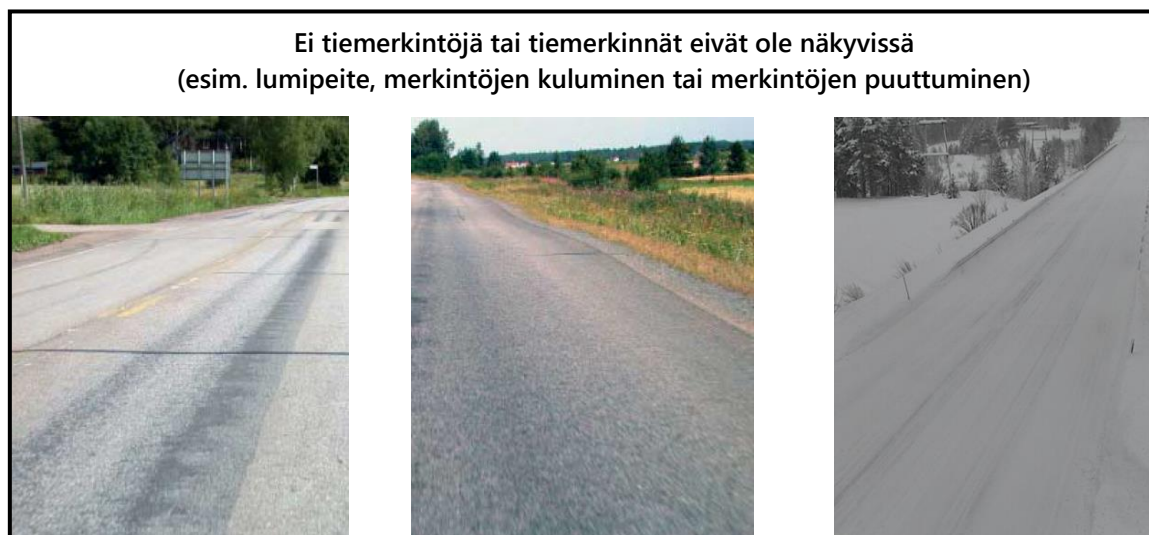 Ei tiemerkintöjä tai tiemerkinnät eivät ole näkyvissä
(esim. lumipeite, merkintöjen kuluminen tai merkintöjen puuttuminen)